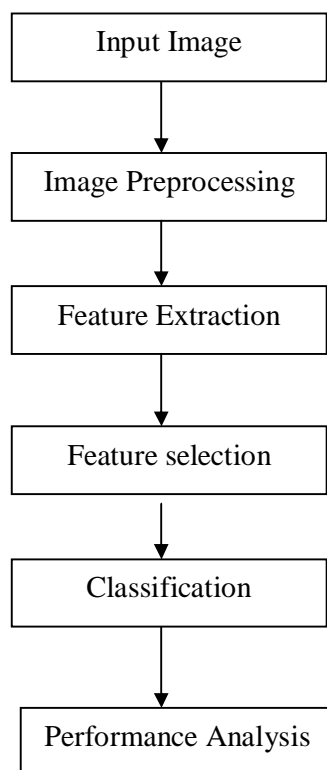 Input Image
Image Preprocessing
Feature Extraction
Feature selection
Classification
Performance Analysis